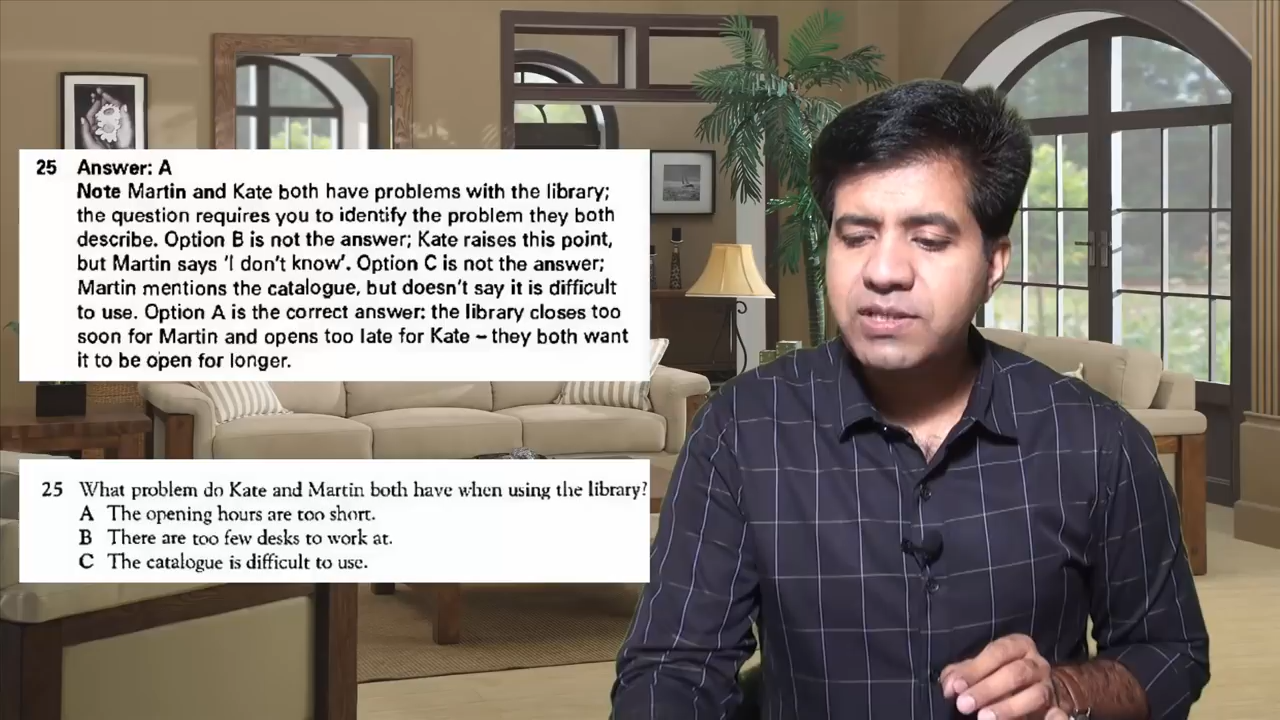 25 Answer: A
Note Martin and Kate both have problems with the library;
the question requires you to identify the problem they both
describe. Option B is not the answer; Kate raises this point,
but Martin says 'I don't know'. Option C is not the answer;
Martin mentions the catalogue, but doesn't say it is difficult
to use. Option A is the correct answer: the library closes too
soon for Martin and opens too late for Kate – they both want
it to be open for longer.
25 What problem do Kate and Martin both have when using the library?
A The opening hours are too short.
B There are too few desks to work at.
C The catalogue is difficult to use.